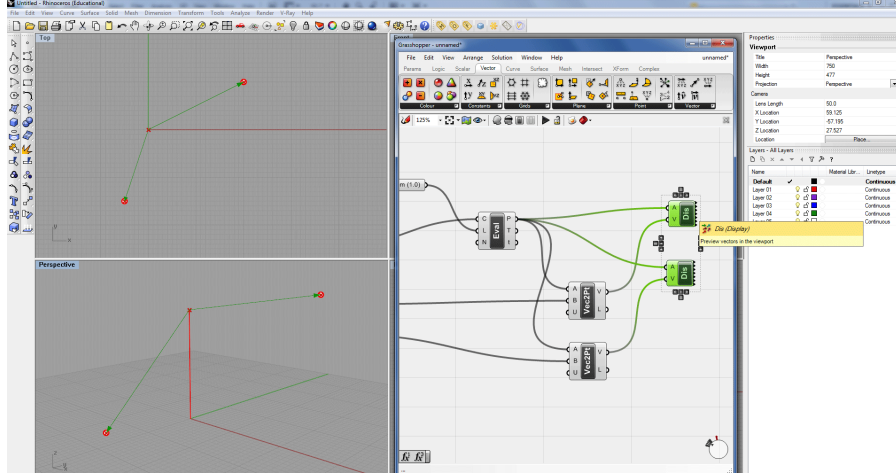 Untitled - Rhinoceros (Educational)
File Edit View Curve Surface Solid Mesh Dimension Transform Tools Analyze Render V-Ray Help
Top
y
x
Perspective
Grasshopper - unnamed*
File Edit View Arrange Solution Window Help unnamed*
Params Logic Scalar Vector Curve Surface Mesh Intersect XForm Complex
Colour Constants Grids Plane Point Vector
125%
m (1.0)
C L N Eval P T I
A V Dis
A V Dis
A B U Vec2Pt V L
A B U Vec2Pt V L
Dis (Display)
Preview vectors in the viewport
Properties
Viewport
Title Perspective
Width 750
Height 477
Projection Perspective
Camera
Lens Length 50.0
X Location 59.125
Y Location -57.195
Z Location 27.527
Location Place...
Layers - All Layers
Name Material Libr... Linetype
Default Continuous
Layer 01 Continuous
Layer 02 Continuous
Layer 03 Continuous
Layer 04 Continuous
Continuous